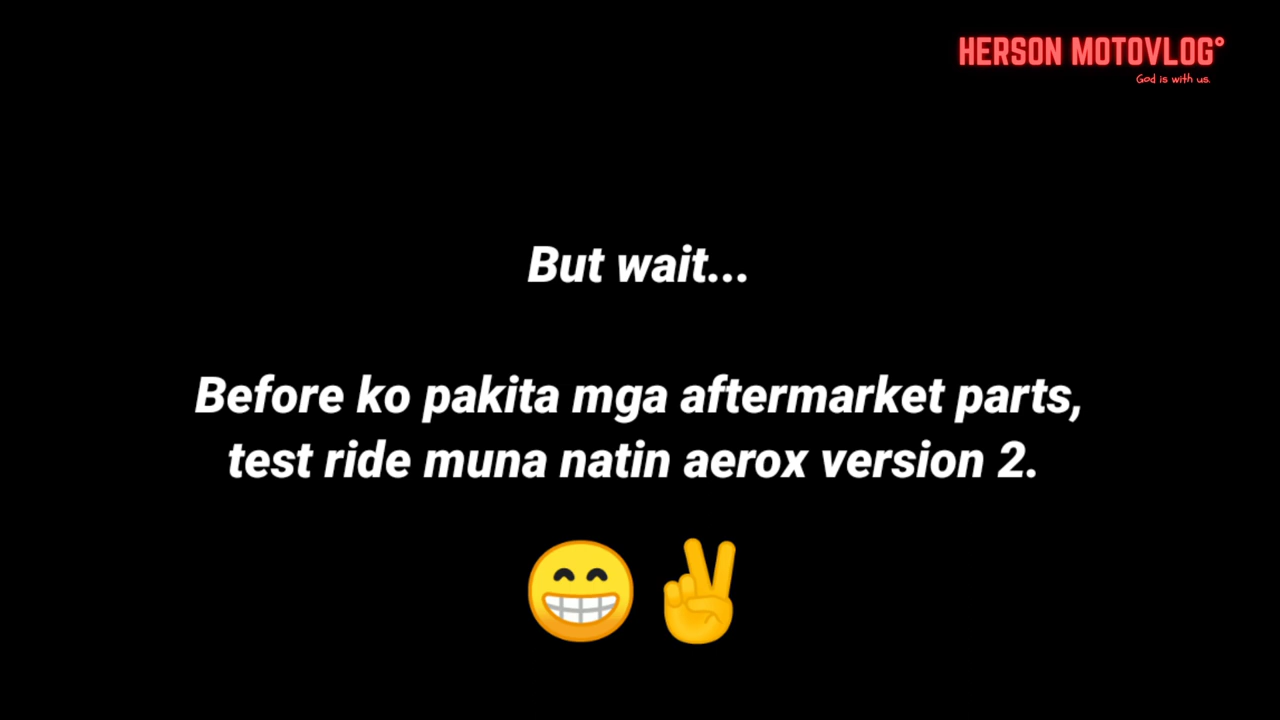 HERSON MOTOVLOG°
God is with us.
But wait...
Before ko pakita mga aftermarket parts,
test ride muna natin aerox version 2.
😁✌